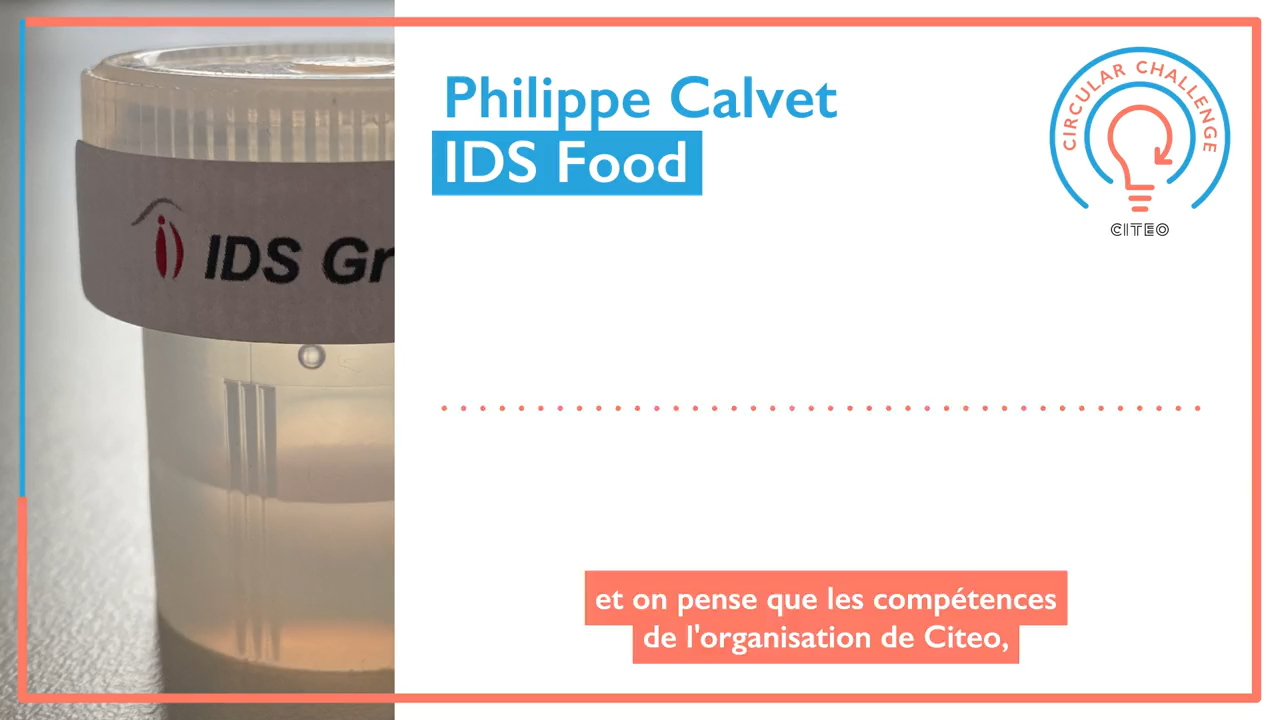 Philippe Calvet
IDS Food
CIRCULAR CHALLENGE
CITEO
IDS Gr
et on pense que les compétences
de l'organisation de Citeo,